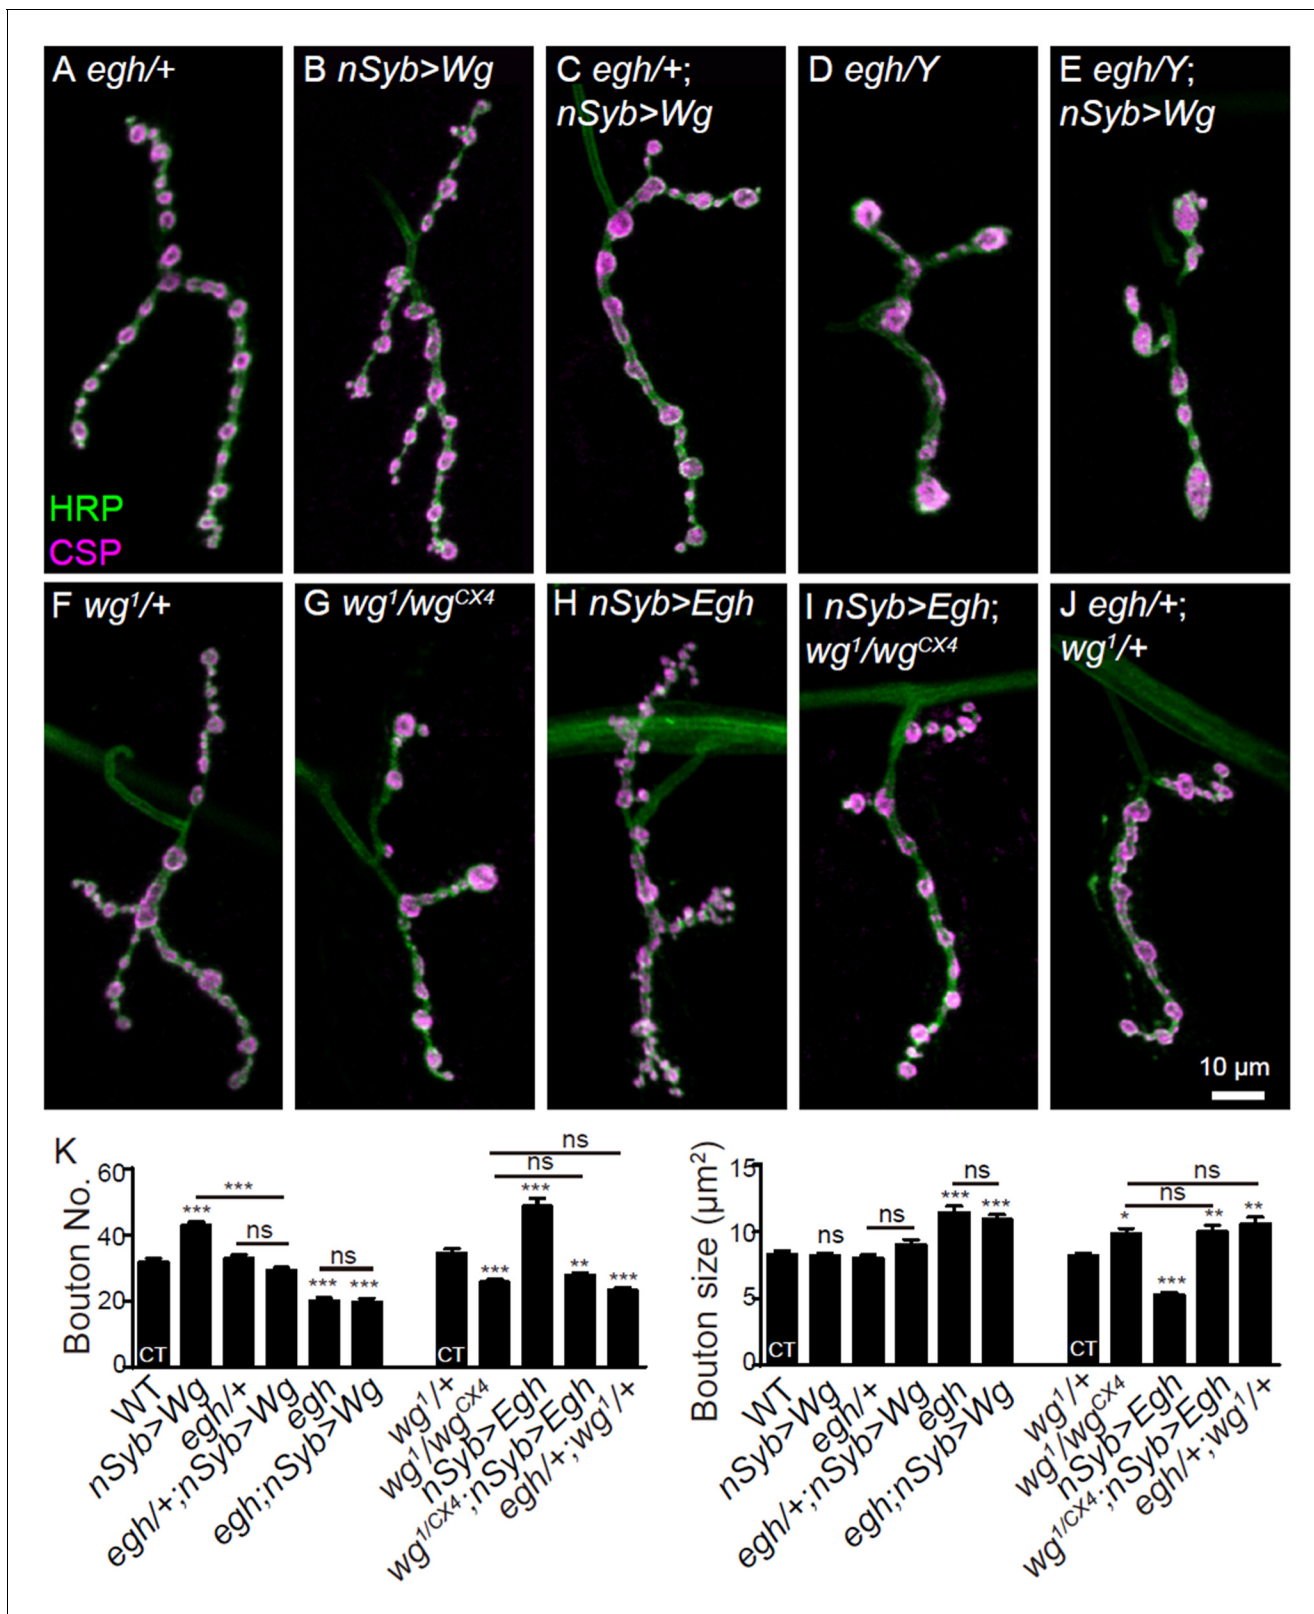 A egh/+
B nSyb>Wg
C egh/+;
nSyb>Wg
D egh/Y
E egh/Y;
nSyb>Wg
HRP
CSP
F wg¹/+
G wg¹/wgᶜˣ⁴
H nSyb>Egh
I nSyb>Egh;
wg¹/wgᶜˣ⁴
J egh/+;
wg¹/+
10 µm
K
Bouton No.
60
40
20
0
***
***
ns
ns
***
***
ns
ns
***
***
**
***
CT
CT
WT
nSyb>Wg
egh/+
egh/+;nSyb>Wg
egh
egh;nSyb>Wg
wg¹/+
wg¹/wgᶜˣ⁴
nSyb>Egh
wg¹/ᶜˣ⁴;nSyb>Egh
egh/+;wg¹/+
Bouton size (µm²)
15
10
5
0
ns
ns
ns
***
***
ns
ns
*
***
**
**
CT
CT
WT
nSyb>Wg
egh/+
egh/+;nSyb>Wg
egh
egh;nSyb>Wg
wg¹/+
wg¹/wgᶜˣ⁴
nSyb>Egh
wg¹/ᶜˣ⁴;nSyb>Egh
egh/+;wg¹/+